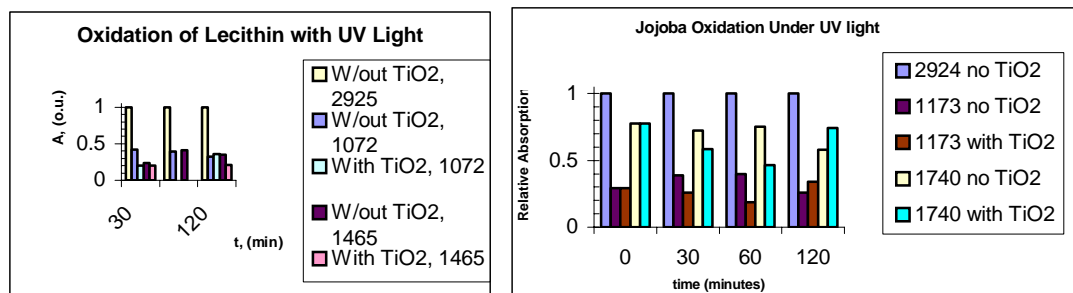 Oxidation of Lecithin with UV Light
1
0.5
0
A, (o.u.)
30
120
t, (min)
W/out TiO2,
2925
W/out TiO2,
1072
With TiO2, 1072
W/out TiO2,
1465
With TiO2, 1465
Jojoba Oxidation Under UV light
1
0.5
0
Relative Absorption
0 30 60 120
time (minutes)
2924 no TiO2
1173 no TiO2
1173 with TiO2
1740 no TiO2
1740 with TiO2